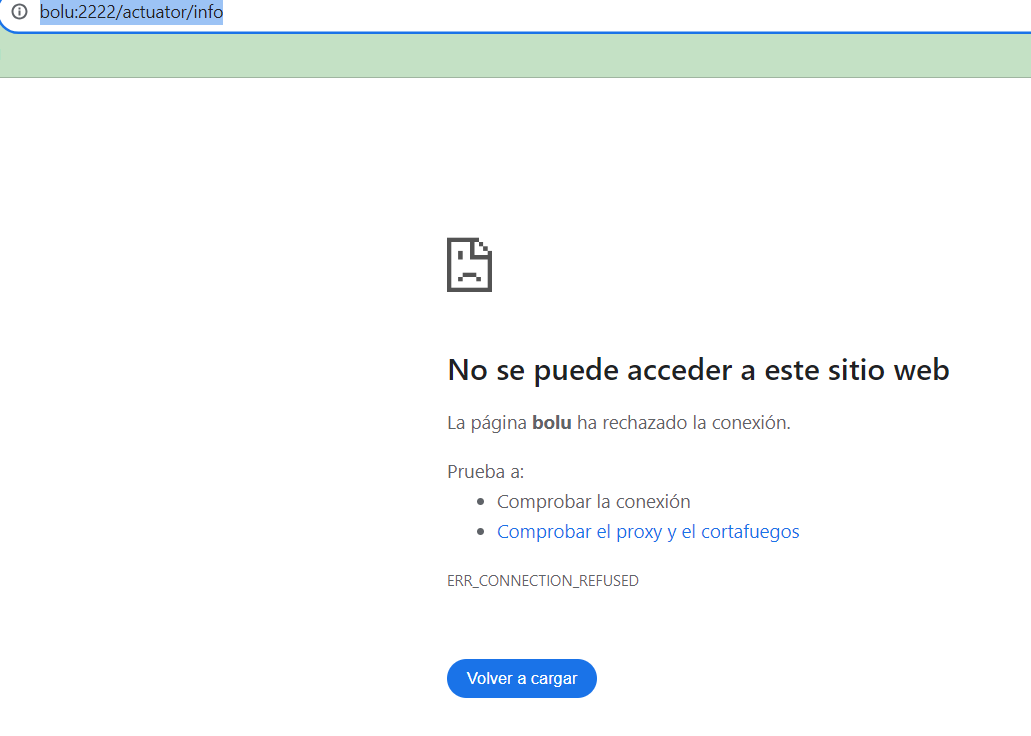 bolu:2222/actuator/info
No se puede acceder a este sitio web
La página bolu ha rechazado la conexión.
Prueba a:
Comprobar la conexión
Comprobar el proxy y el cortafuegos
ERR_CONNECTION_REFUSED
Volver a cargar